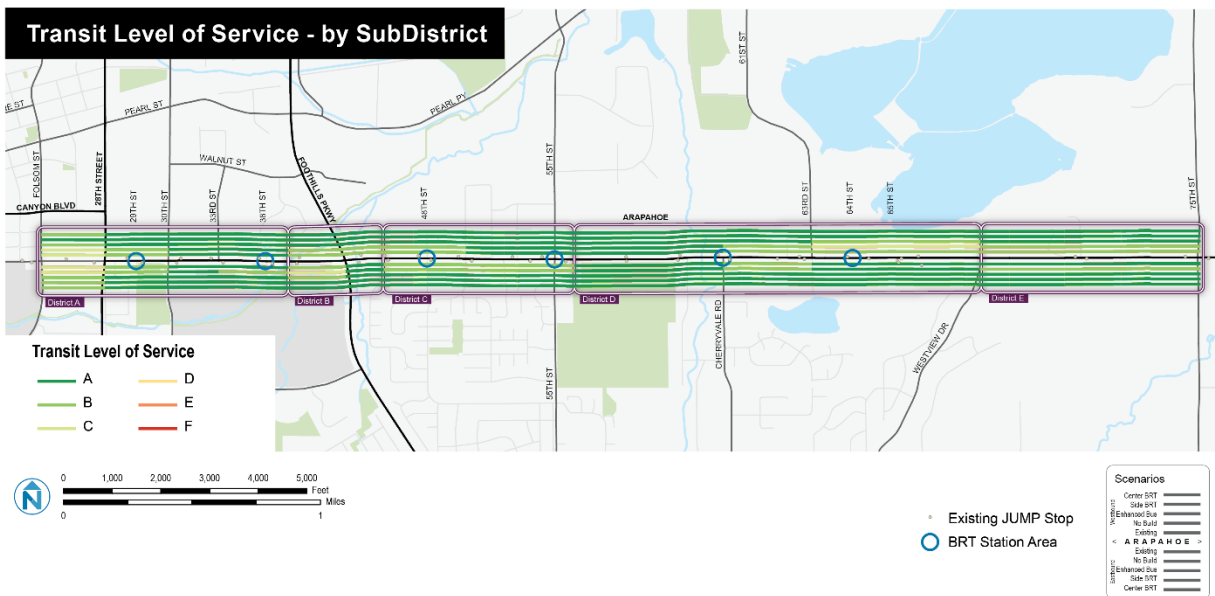 Transit Level of Service - by SubDistrict
61ST ST
PEARL ST
PEARL PY
WALNUT ST
55TH ST
FOLSOM ST
28TH STREET
29TH ST
30TH ST
33RD ST
38TH ST
FOOTHILLS PKWY
48TH ST
63RD ST
64TH ST
65TH ST
75TH ST
CANYON BLVD
ARAPAHOE
District A
District B
District C
District D
District E
CHERRYVALE RD
WESTVIEW DR
55TH ST
Transit Level of Service
A
D
B
E
C
F
0 1,000 2,000 3,000 4,000 5,000
Feet
Miles
0 1
N
Existing JUMP Stop
BRT Station Area
Scenarios
Westbound
Center BRT
Side BRT
Enhanced Bus
No Build
Existing
< ARAPAHOE >
Eastbound
Existing
No Build
Enhanced Bus
Side BRT
Center BRT